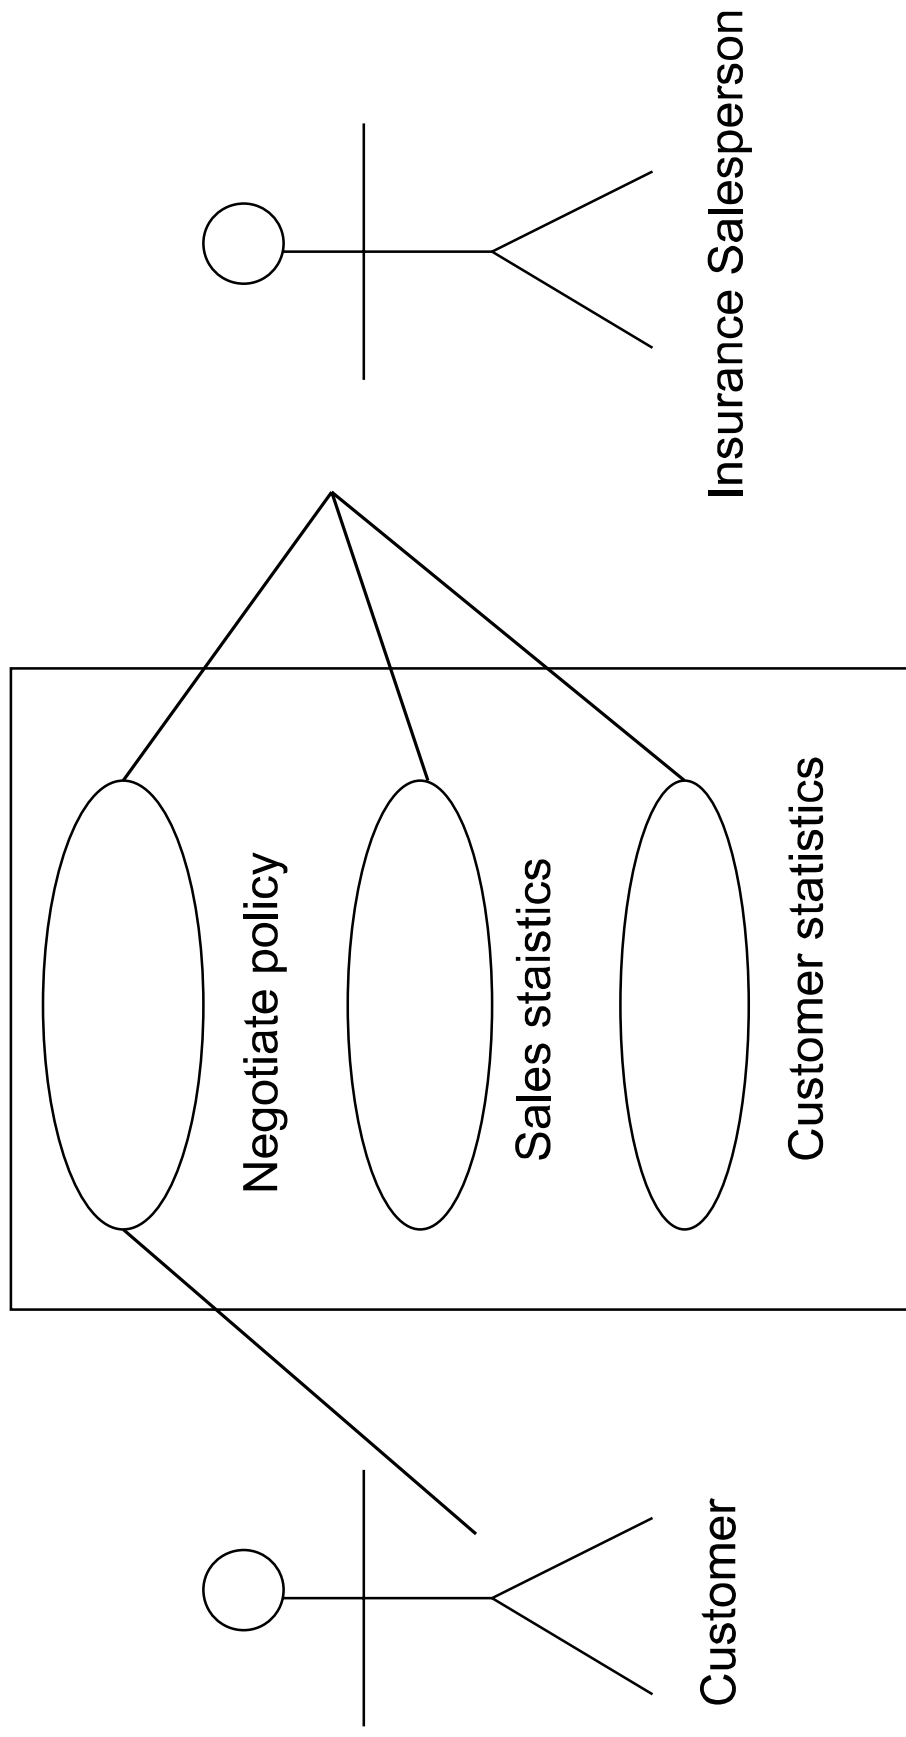 Negotiate policy
Sales staistics
Customer statistics
Customer
Insurance Salesperson